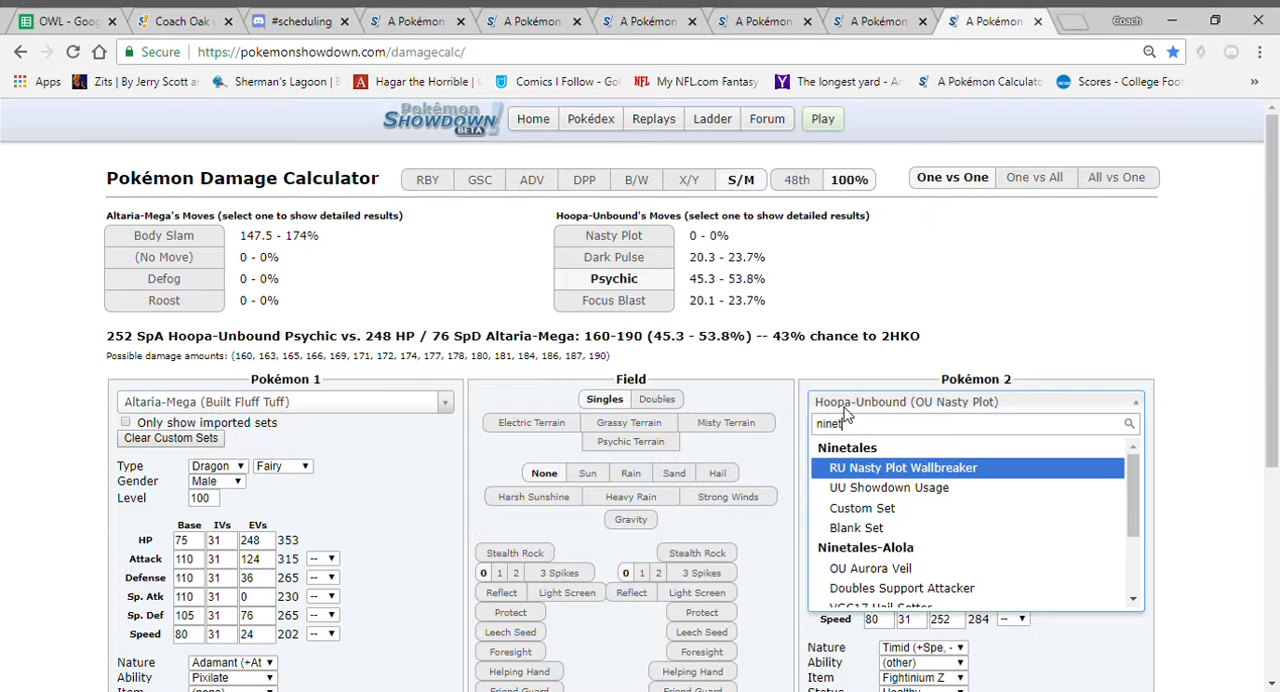 OWL - Goog
Coach Oak
#scheduling
A Pokémon
A Pokémon
A Pokémon
A Pokémon
A Pokémon
A Pokémon
Coach
Secure
https://pokemonshowdown.com/damagecalc/
Apps
Zits | By Jerry Scott a
Sherman's Lagoon |
Hagar the Horrible |
Comics I Follow - Go
My NFL.com Fantasy
The longest yard - A
A Pokémon Calculato
Scores - College Foot
»
POKéMON SHOWDOWN BETA
Home
Pokédex
Replays
Ladder
Forum
Play
Pokémon Damage Calculator
RBY GSC ADV DPP B/W X/Y S/M
48th 100%
One vs One One vs All All vs One
Altaria-Mega's Moves (select one to show detailed results)
Body Slam 147.5 - 174%
(No Move) 0 - 0%
Defog 0 - 0%
Roost 0 - 0%
Hoopa-Unbound's Moves (select one to show detailed results)
Nasty Plot 0 - 0%
Dark Pulse 20.3 - 23.7%
Psychic 45.3 - 53.8%
Focus Blast 20.1 - 23.7%
252 SpA Hoopa-Unbound Psychic vs. 248 HP / 76 SpD Altaria-Mega: 160-190 (45.3 - 53.8%) -- 43% chance to 2HKO
Possible damage amounts: (160, 163, 165, 166, 169, 171, 172, 174, 177, 178, 180, 181, 184, 186, 187, 190)
Pokémon 1
Altaria-Mega (Built Fluff Tuff)
Only show imported sets
Clear Custom Sets
Type Dragon Fairy
Gender Male
Level 100
Base IVs EVs
HP 75 31 248 353
Attack 110 31 124 315 --
Defense 110 31 36 265 --
Sp. Atk 110 31 0 230 --
Sp. Def 105 31 76 265 --
Speed 80 31 24 202 --
Nature Adamant (+At
Ability Pixilate
Field
Singles Doubles
Electric Terrain Grassy Terrain Misty Terrain
Psychic Terrain
None Sun Rain Sand Hail
Harsh Sunshine Heavy Rain Strong Winds
Gravity
Stealth Rock Stealth Rock
0 1 2 3 Spikes 0 1 2 3 Spikes
Reflect Light Screen Reflect Light Screen
Protect Protect
Leech Seed Leech Seed
Foresight Foresight
Helping Hand Helping Hand
Friend Guard Friend Guard
Pokémon 2
Hoopa-Unbound (OU Nasty Plot)
ninet
Ninetales
RU Nasty Plot Wallbreaker
UU Showdown Usage
Custom Set
Blank Set
Ninetales-Alola
OU Aurora Veil
Doubles Support Attacker
VGC17 Hail Setter
Speed 80 31 252 284 --
Nature Timid (+Spe, -
Ability (other)
Item Fightinium Z